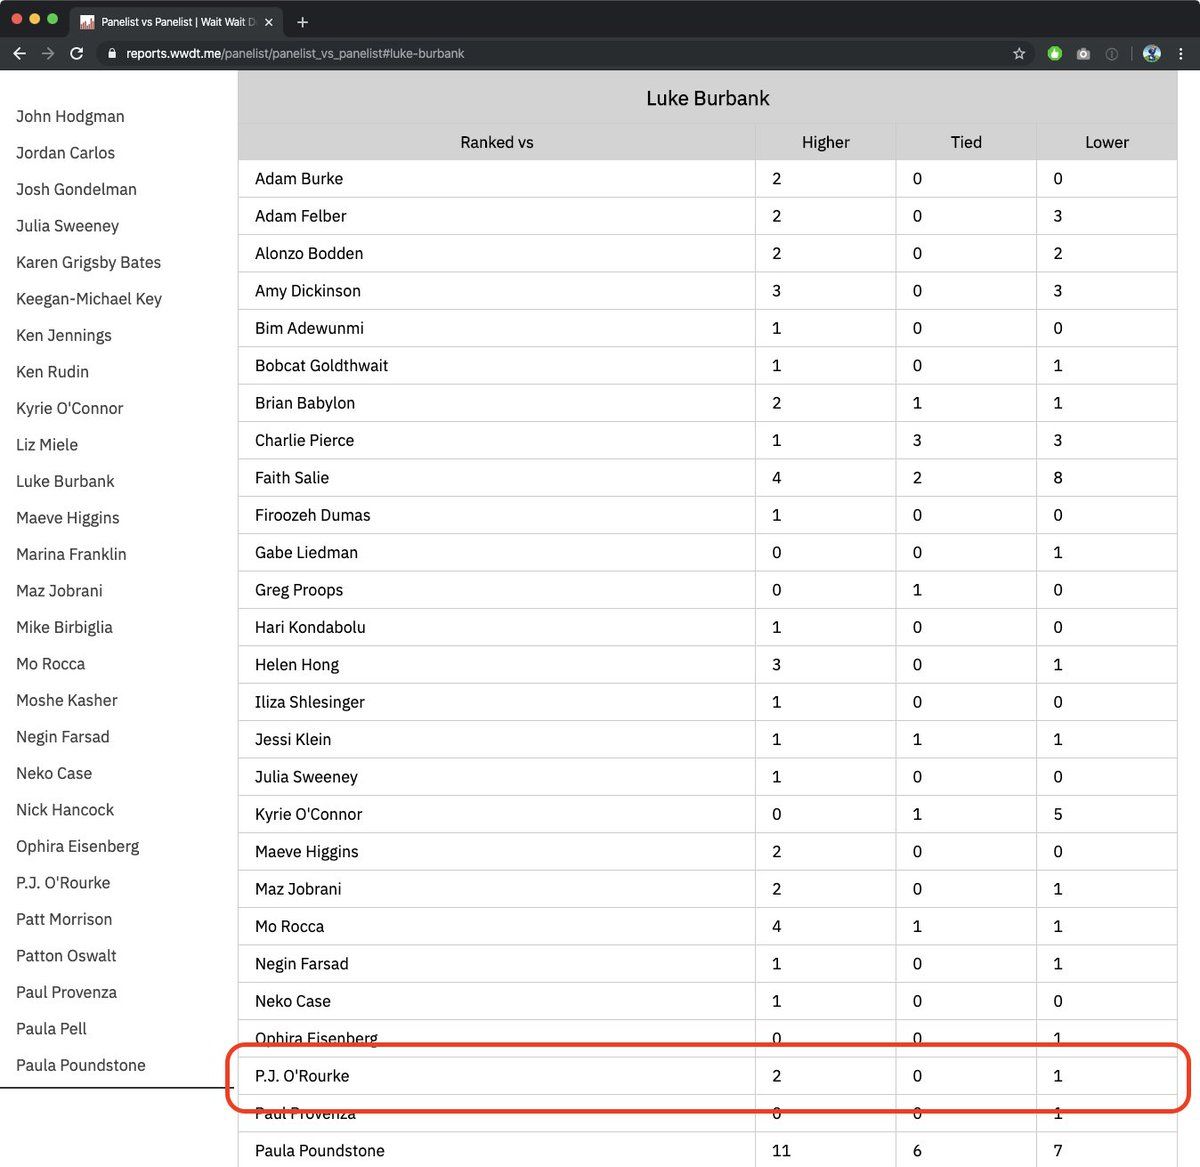 Panelist vs Panelist | Wait Wait D
reports.wwdt.me/panelist/panelist_vs_panelist#luke-burbank
John Hodgman
Jordan Carlos
Josh Gondelman
Julia Sweeney
Karen Grigsby Bates
Keegan-Michael Key
Ken Jennings
Ken Rudin
Kyrie O'Connor
Liz Miele
Luke Burbank
Maeve Higgins
Marina Franklin
Maz Jobrani
Mike Birbiglia
Mo Rocca
Moshe Kasher
Negin Farsad
Neko Case
Nick Hancock
Ophira Eisenberg
P.J. O'Rourke
Patt Morrison
Patton Oswalt
Paul Provenza
Paula Pell
Paula Poundstone
Luke Burbank
Ranked vs Higher Tied Lower
Adam Burke 2 0 0
Adam Felber 2 0 3
Alonzo Bodden 2 0 2
Amy Dickinson 3 0 3
Bim Adewunmi 1 0 0
Bobcat Goldthwait 1 0 1
Brian Babylon 2 1 1
Charlie Pierce 1 3 3
Faith Salie 4 2 8
Firoozeh Dumas 1 0 0
Gabe Liedman 0 0 1
Greg Proops 0 1 0
Hari Kondabolu 1 0 0
Helen Hong 3 0 1
Iliza Shlesinger 1 0 0
Jessi Klein 1 1 1
Julia Sweeney 1 0 0
Kyrie O'Connor 0 1 5
Maeve Higgins 2 0 0
Maz Jobrani 2 0 1
Mo Rocca 4 1 1
Negin Farsad 1 0 1
Neko Case 1 0 0
Ophira Eisenberg 0 0 1
P.J. O'Rourke 2 0 1
Paul Provenza 0 0 1
Paula Poundstone 11 6 7